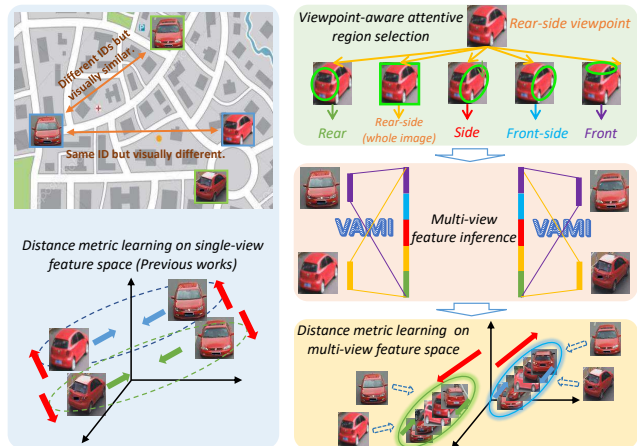 Different IDs but
visually similar.
Same ID but visually different.
Distance metric learning on single-view
feature space (Previous works)
Viewpoint-aware attentive
region selection
Rear-side viewpoint
Rear
Rear-side
(whole image)
Side
Front-side
Front
VAMI
Multi-view
feature inference
VAMI
Distance metric learning on
multi-view feature space